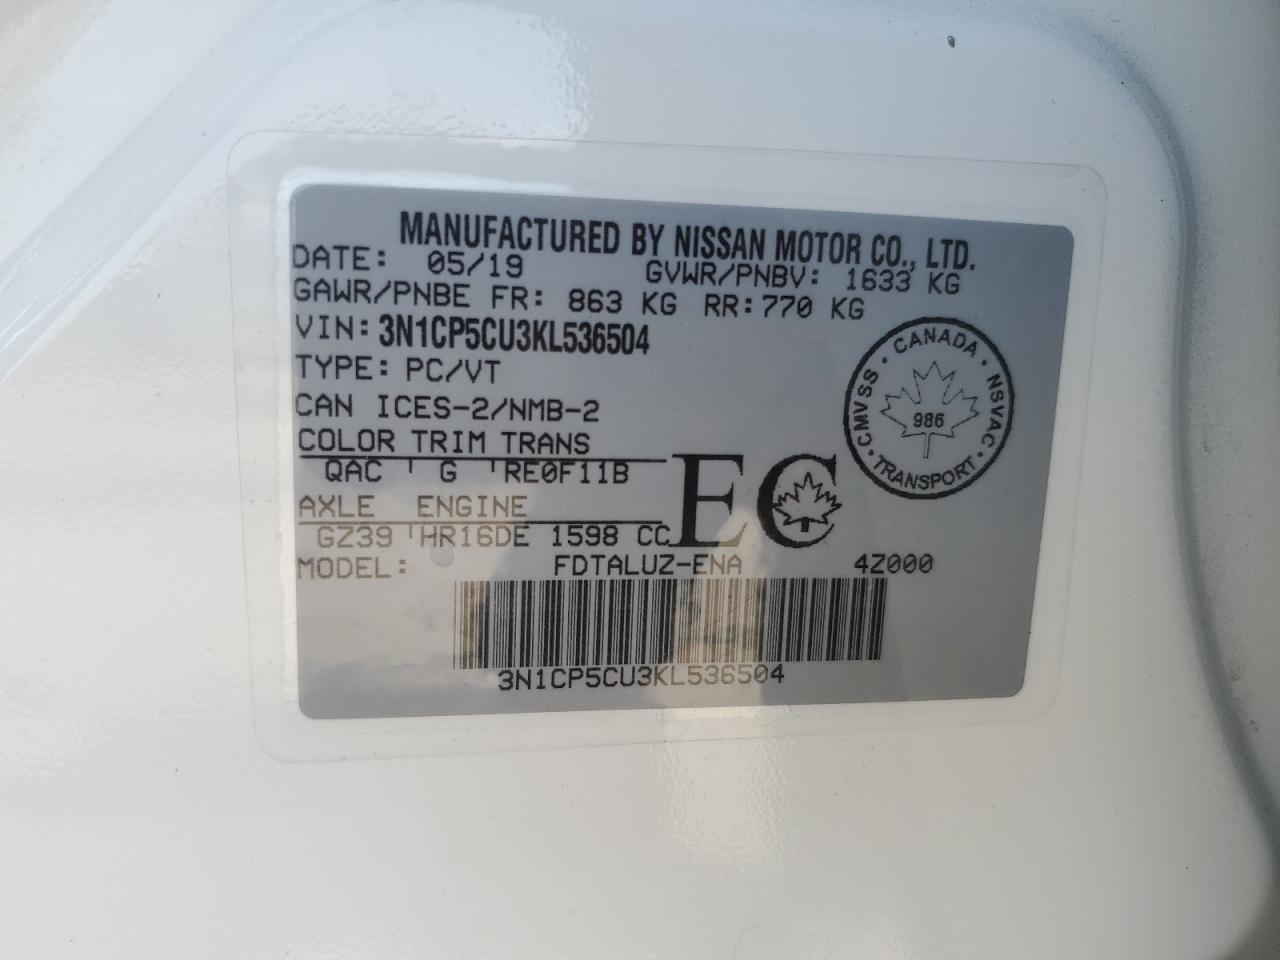 MANUFACTURED BY NISSAN MOTOR CO., LTD.
DATE: 05/19 GVWR/PNBV: 1633 KG
GAWR/PNBE FR: 863 KG RR:770 KG
VIN: 3N1CP5CU3KL536504
TYPE: PC/VT
CAN ICES-2/NMB-2
COLOR TRIM TRANS
QAC G RE0F11B
AXLE ENGINE
GZ39 HR16DE 1598 CC
MODEL: FDTALUZ-ENA 4Z000
3N1CP5CU3KL536504
EC
CANADA
CMVSS NSVAC
986
TRANSPORT